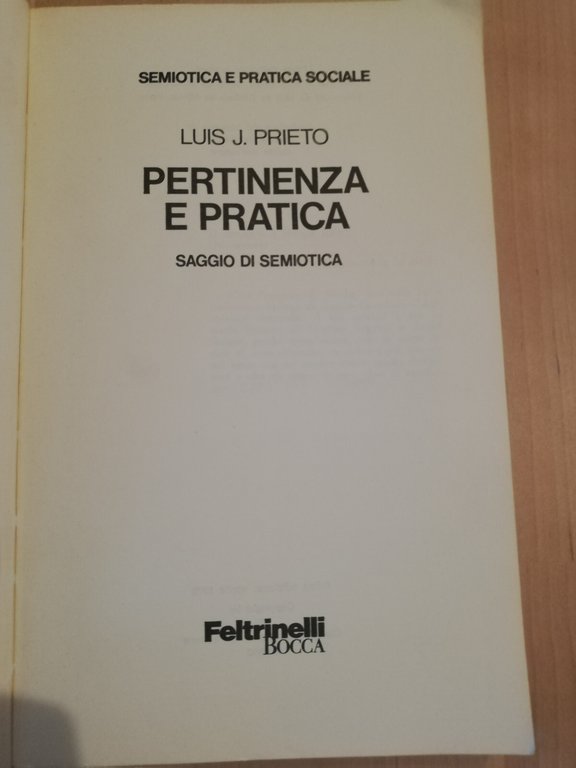 SEMIOTICA E PRATICA SOCIALE
LUIS J. PRIETO
PERTINENZA
E PRATICA
SAGGIO DI SEMIOTICA
Feltrinelli
BOCCA